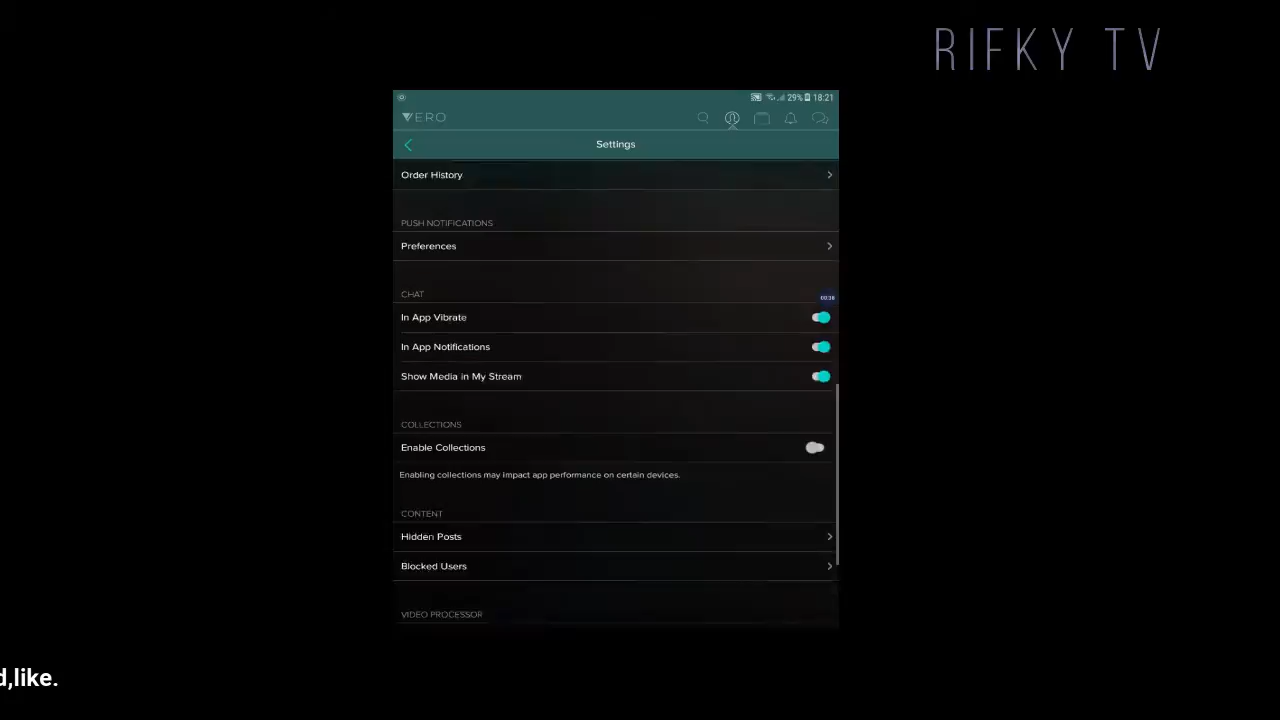 RIFKY TV
29% 18:21
VERO
Settings
Order History
PUSH NOTIFICATIONS
Preferences
CHAT
00:38
In App Vibrate
In App Notifications
Show Media in My Stream
COLLECTIONS
Enable Collections
Enabling collections may impact app performance on certain devices.
CONTENT
Hidden Posts
Blocked Users
VIDEO PROCESSOR
d,like.